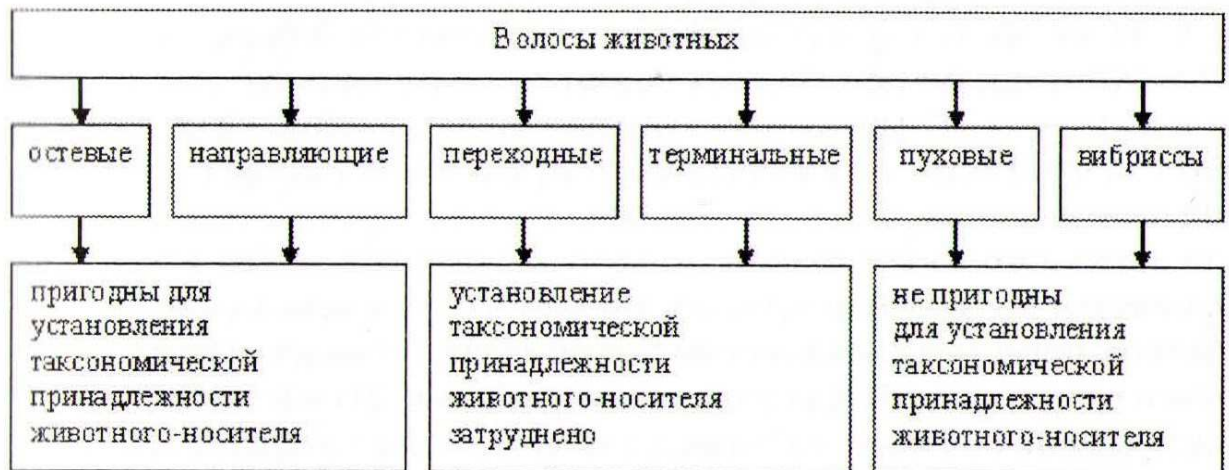 Волосы животных
остевые
направляющие
переходные
терминальные
пуховые
вибриссы
пригодны для
установления
таксономической
принадлежности
животного-носителя
установление
таксономической
принадлежности
животного-носителя
затруднено
не пригодны
для установления
таксономической
принадлежности
животного-носителя